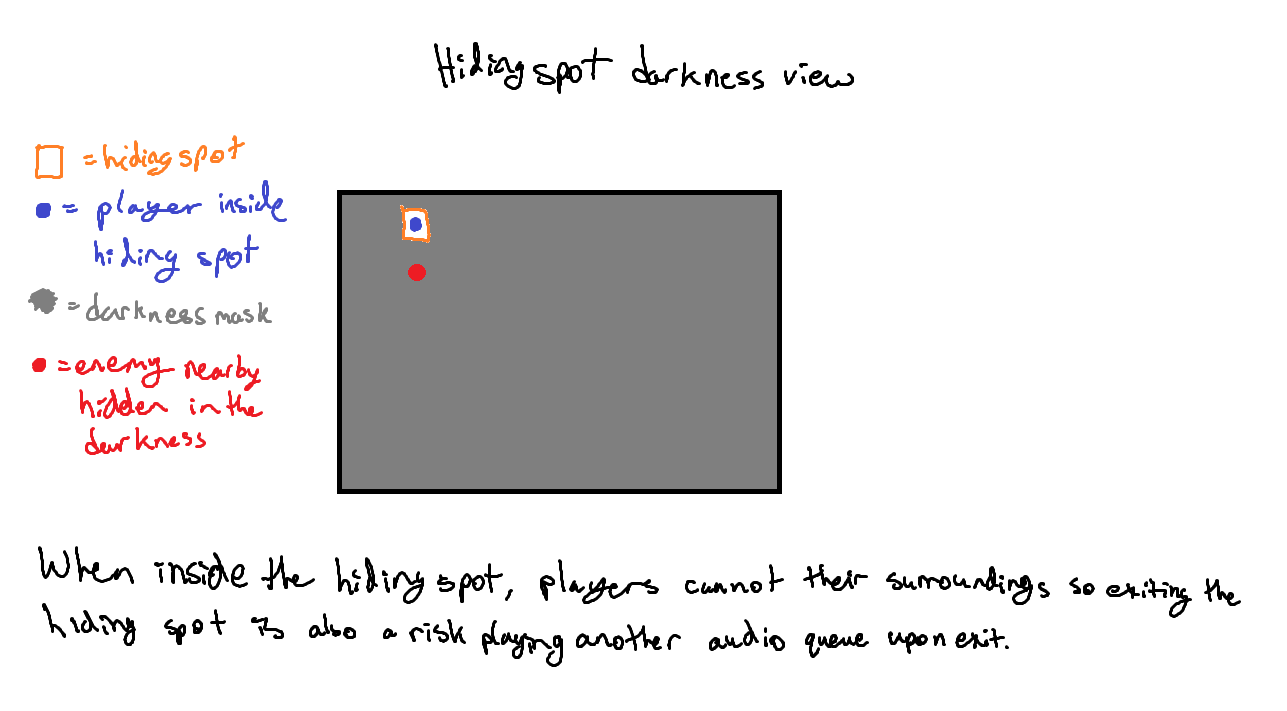 Hiding spot darkness view
= hiding spot
= player inside
hiding spot
= darkness mask
= enemy nearby
hidden in the
darkness
When inside the hiding spot, players cannot their surroundings so exiting the
hiding spot is also a risk playing another audio queue upon exit.